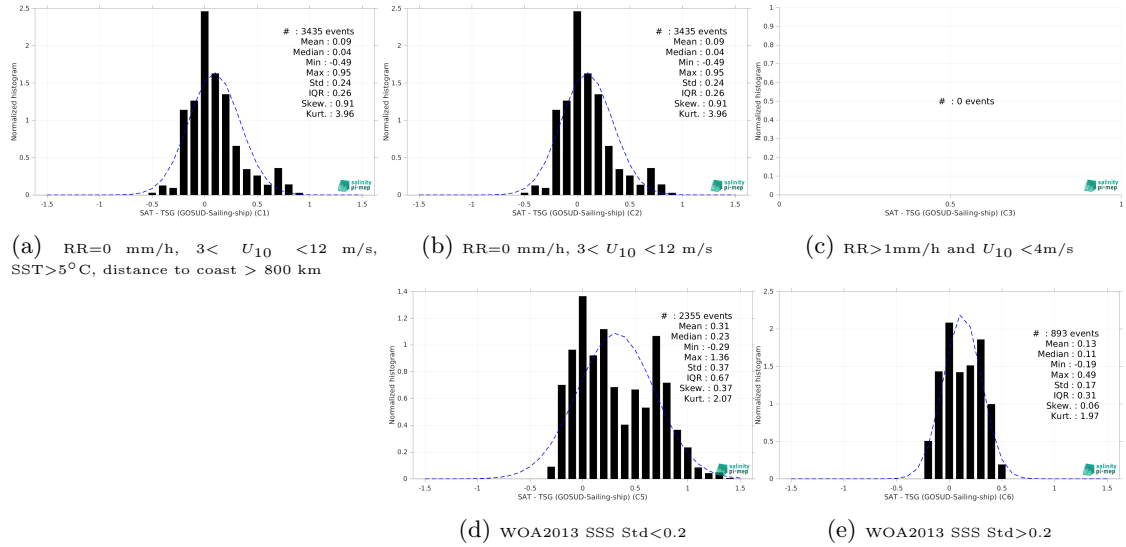 2.5
2
1.5
1
0.5
0
Normalized histogram
# : 3435 events
Mean : 0.09
Median : 0.04
Min : -0.49
Max : 0.95
Std : 0.24
IQR : 0.26
Skew. : 0.91
Kurt. : 3.96
salinity
pi-mep
-1.5 -1 -0.5 0 0.5 1 1.5
SAT - TSG (GOSUD-Sailing-ship) (C1)
(a) RR=0 mm/h, 3< U10 <12 m/s,
SST>5°C, distance to coast > 800 km
2.5
2
1.5
1
0.5
0
Normalized histogram
# : 3435 events
Mean : 0.09
Median : 0.04
Min : -0.49
Max : 0.95
Std : 0.24
IQR : 0.26
Skew. : 0.91
Kurt. : 3.96
salinity
pi-mep
-1.5 -1 -0.5 0 0.5 1 1.5
SAT - TSG (GOSUD-Sailing-ship) (C2)
(b) RR=0 mm/h, 3< U10 <12 m/s
1
0.9
0.8
0.7
0.6
0.5
0.4
0.3
0.2
0.1
0
Normalized histogram
# : 0 events
salinity
pi-mep
0 0.5 1
SAT - TSG (GOSUD-Sailing-ship) (C3)
(c) RR>1mm/h and U10 <4m/s
1.4
1.2
1
0.8
0.6
0.4
0.2
0
Normalized histogram
# : 2355 events
Mean : 0.31
Median : 0.23
Min : -0.29
Max : 1.36
Std : 0.37
IQR : 0.67
Skew. : 0.37
Kurt. : 2.07
salinity
pi-mep
-1.5 -1 -0.5 0 0.5 1 1.5
SAT - TSG (GOSUD-Sailing-ship) (C5)
(d) WOA2013 SSS Std<0.2
2.5
2
1.5
1
0.5
0
Normalized histogram
# : 893 events
Mean : 0.13
Median : 0.11
Min : -0.19
Max : 0.49
Std : 0.17
IQR : 0.31
Skew. : 0.06
Kurt. : 1.97
salinity
pi-mep
-1.5 -1 -0.5 0 0.5 1 1.5
SAT - TSG (GOSUD-Sailing-ship) (C6)
(e) WOA2013 SSS Std>0.2